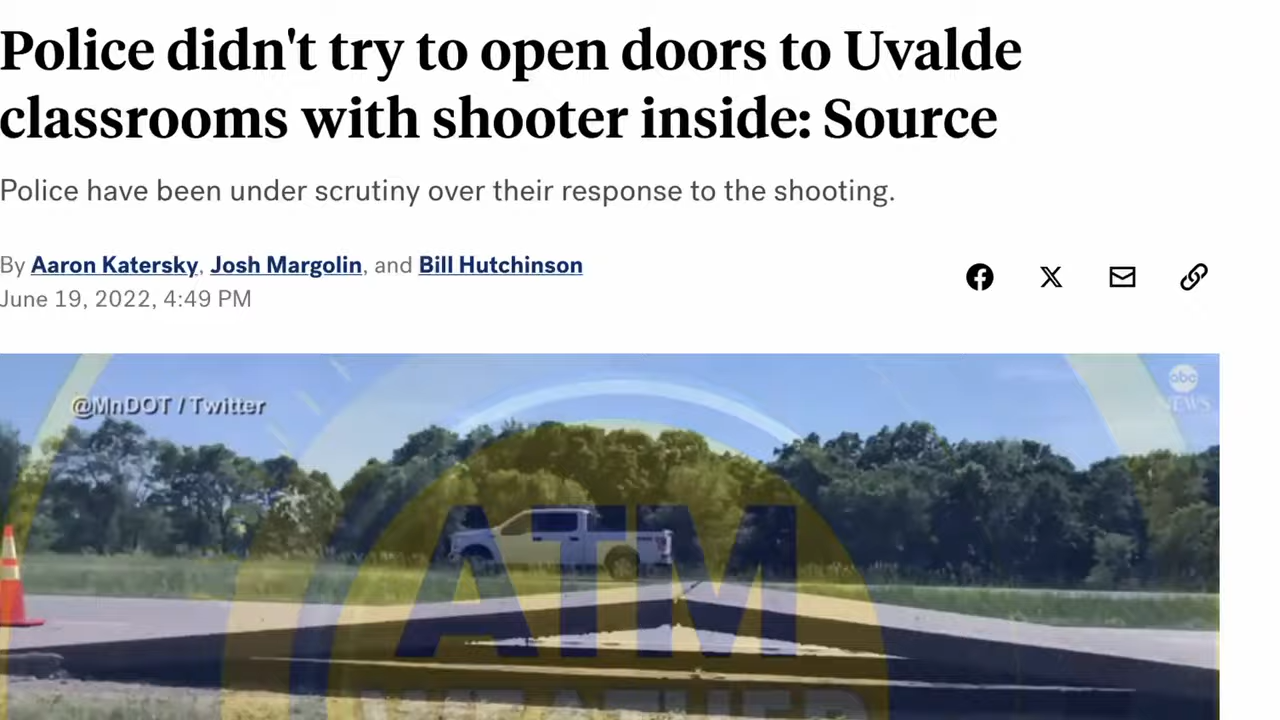 Police didn't try to open doors to Uvalde
classrooms with shooter inside: Source
Police have been under scrutiny over their response to the shooting.
By Aaron Katersky, Josh Margolin, and Bill Hutchinson
June 19, 2022, 4:49 PM
@MnDOT / Twitter
abc
NEWS
ATM
WEATHER